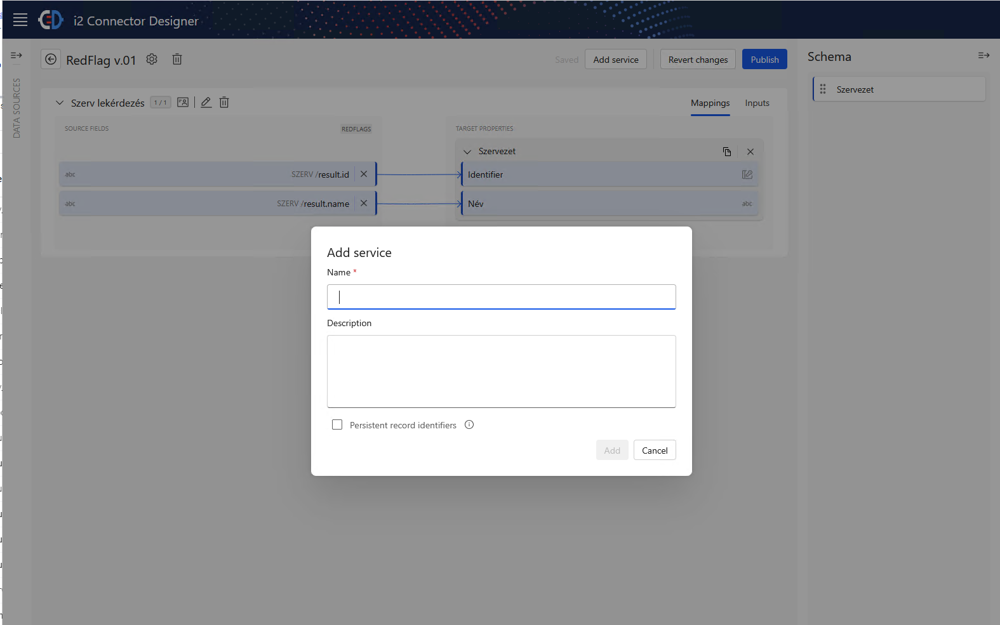 i2 Connector Designer
RedFlag v.01
Saved
Add service
Revert changes
Publish
Schema
DATA SOURCES
Szervezet
Szerv lekérdezés
1 / 1
Mappings
Inputs
SOURCE FIELDS
REDFLAGS
TARGET PROPERTIES
Szervezet
abc SZERV /result.id
Identifier
abc SZERV /result.name
Név abc
Add service
Name *
Description
Persistent record identifiers
Add
Cancel